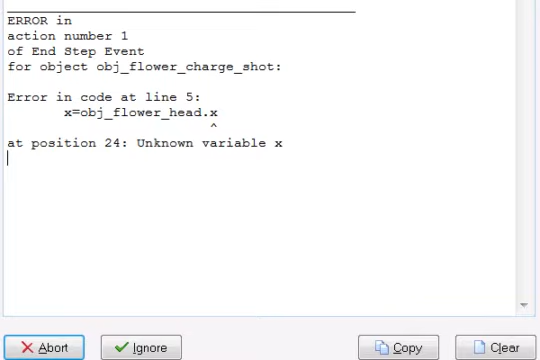 ERROR in
action number 1
of End Step Event
for object obj_flower_charge_shot:
Error in code at line 5:
x=obj_flower_head.x
^
at position 24: Unknown variable x
Abort
Ignore
Copy
Clear